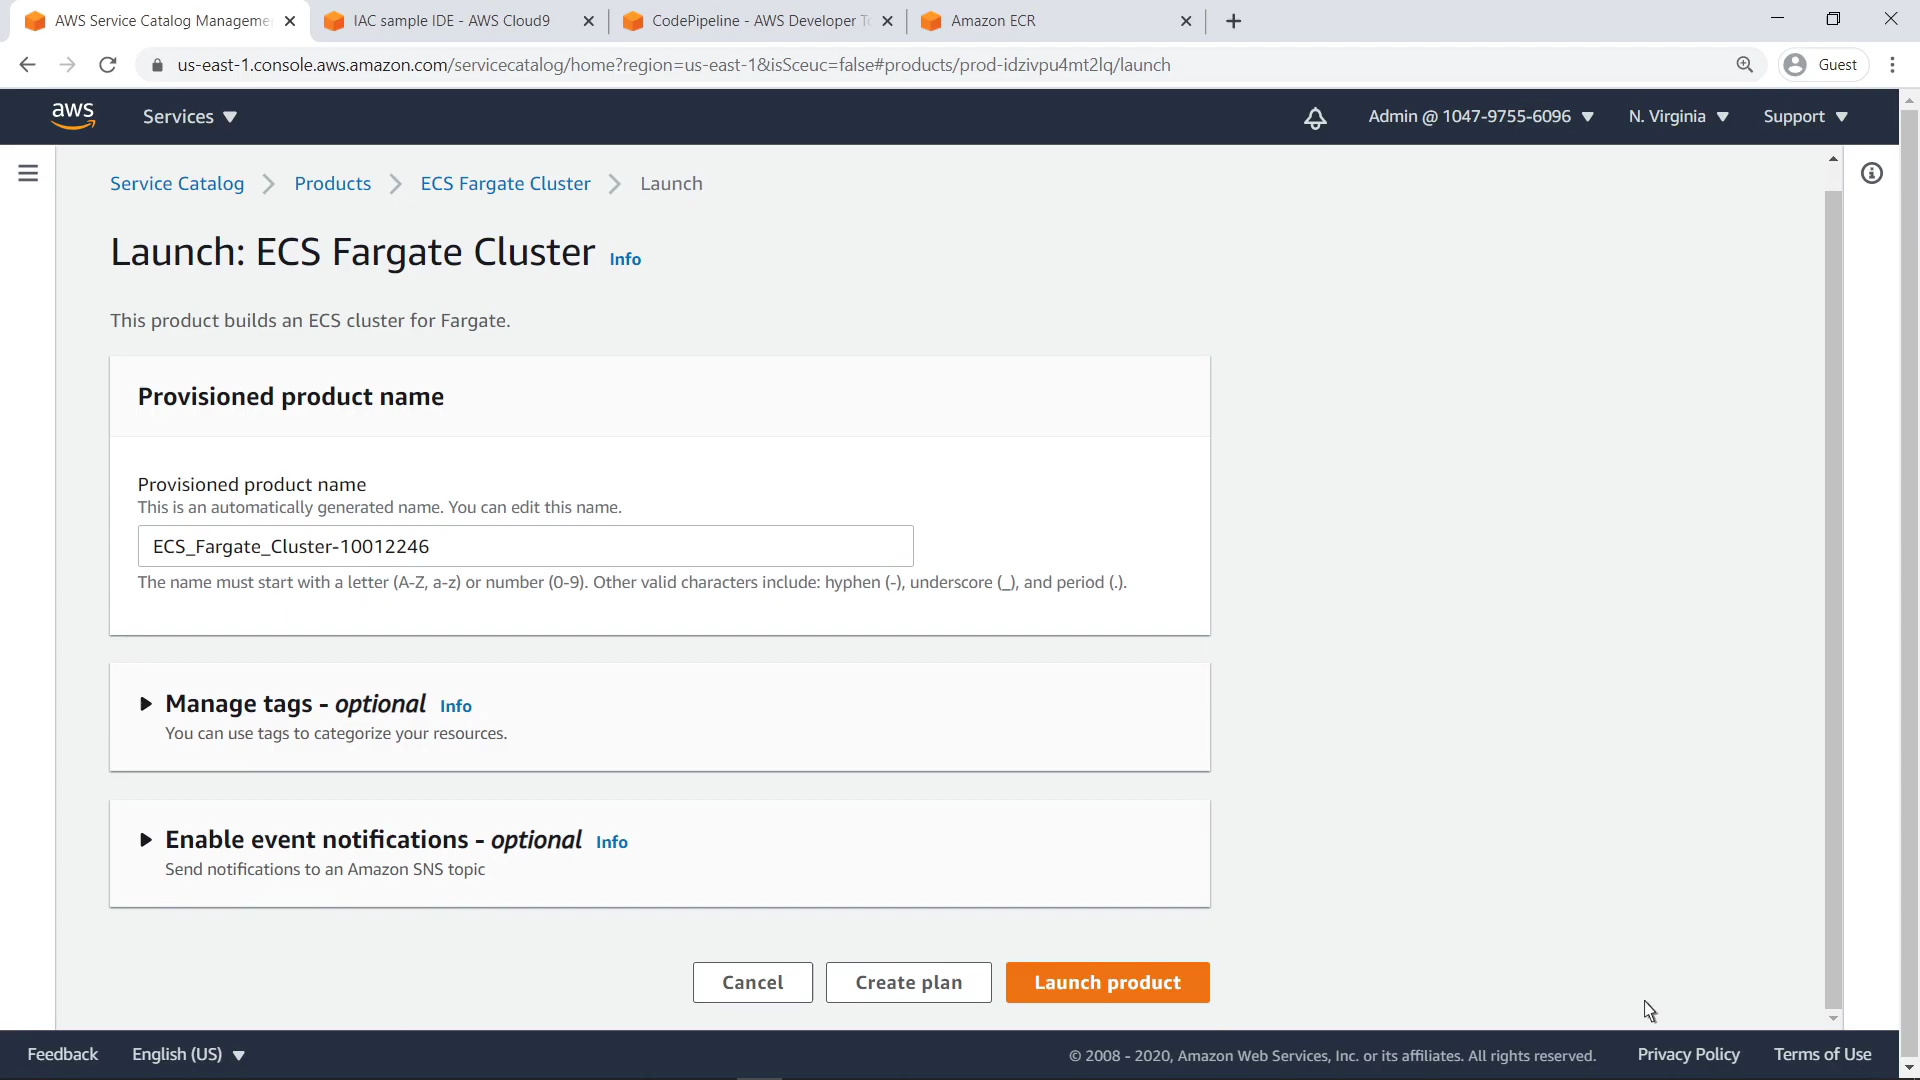 AWS Service Catalog Manageme
IAC sample IDE - AWS Cloud9
CodePipeline - AWS Developer To
Amazon ECR
us-east-1.console.aws.amazon.com/servicecatalog/home?region=us-east-1&isSceuc=false#products/prod-idzivpu4mt2lq/launch
Guest
aws
Services
Admin @ 1047-9755-6096
N. Virginia
Support
Service Catalog
Products
ECS Fargate Cluster
Launch
Launch: ECS Fargate Cluster Info
This product builds an ECS cluster for Fargate.
Provisioned product name
Provisioned product name
This is an automatically generated name. You can edit this name.
ECS_Fargate_Cluster-10012246
The name must start with a letter (A-Z, a-z) or number (0-9). Other valid characters include: hyphen (-), underscore (_), and period (.).
Manage tags - optional Info
You can use tags to categorize your resources.
Enable event notifications - optional Info
Send notifications to an Amazon SNS topic
Cancel
Create plan
Launch product
Feedback
English (US)
© 2008 - 2020, Amazon Web Services, Inc. or its affiliates. All rights reserved.
Privacy Policy
Terms of Use